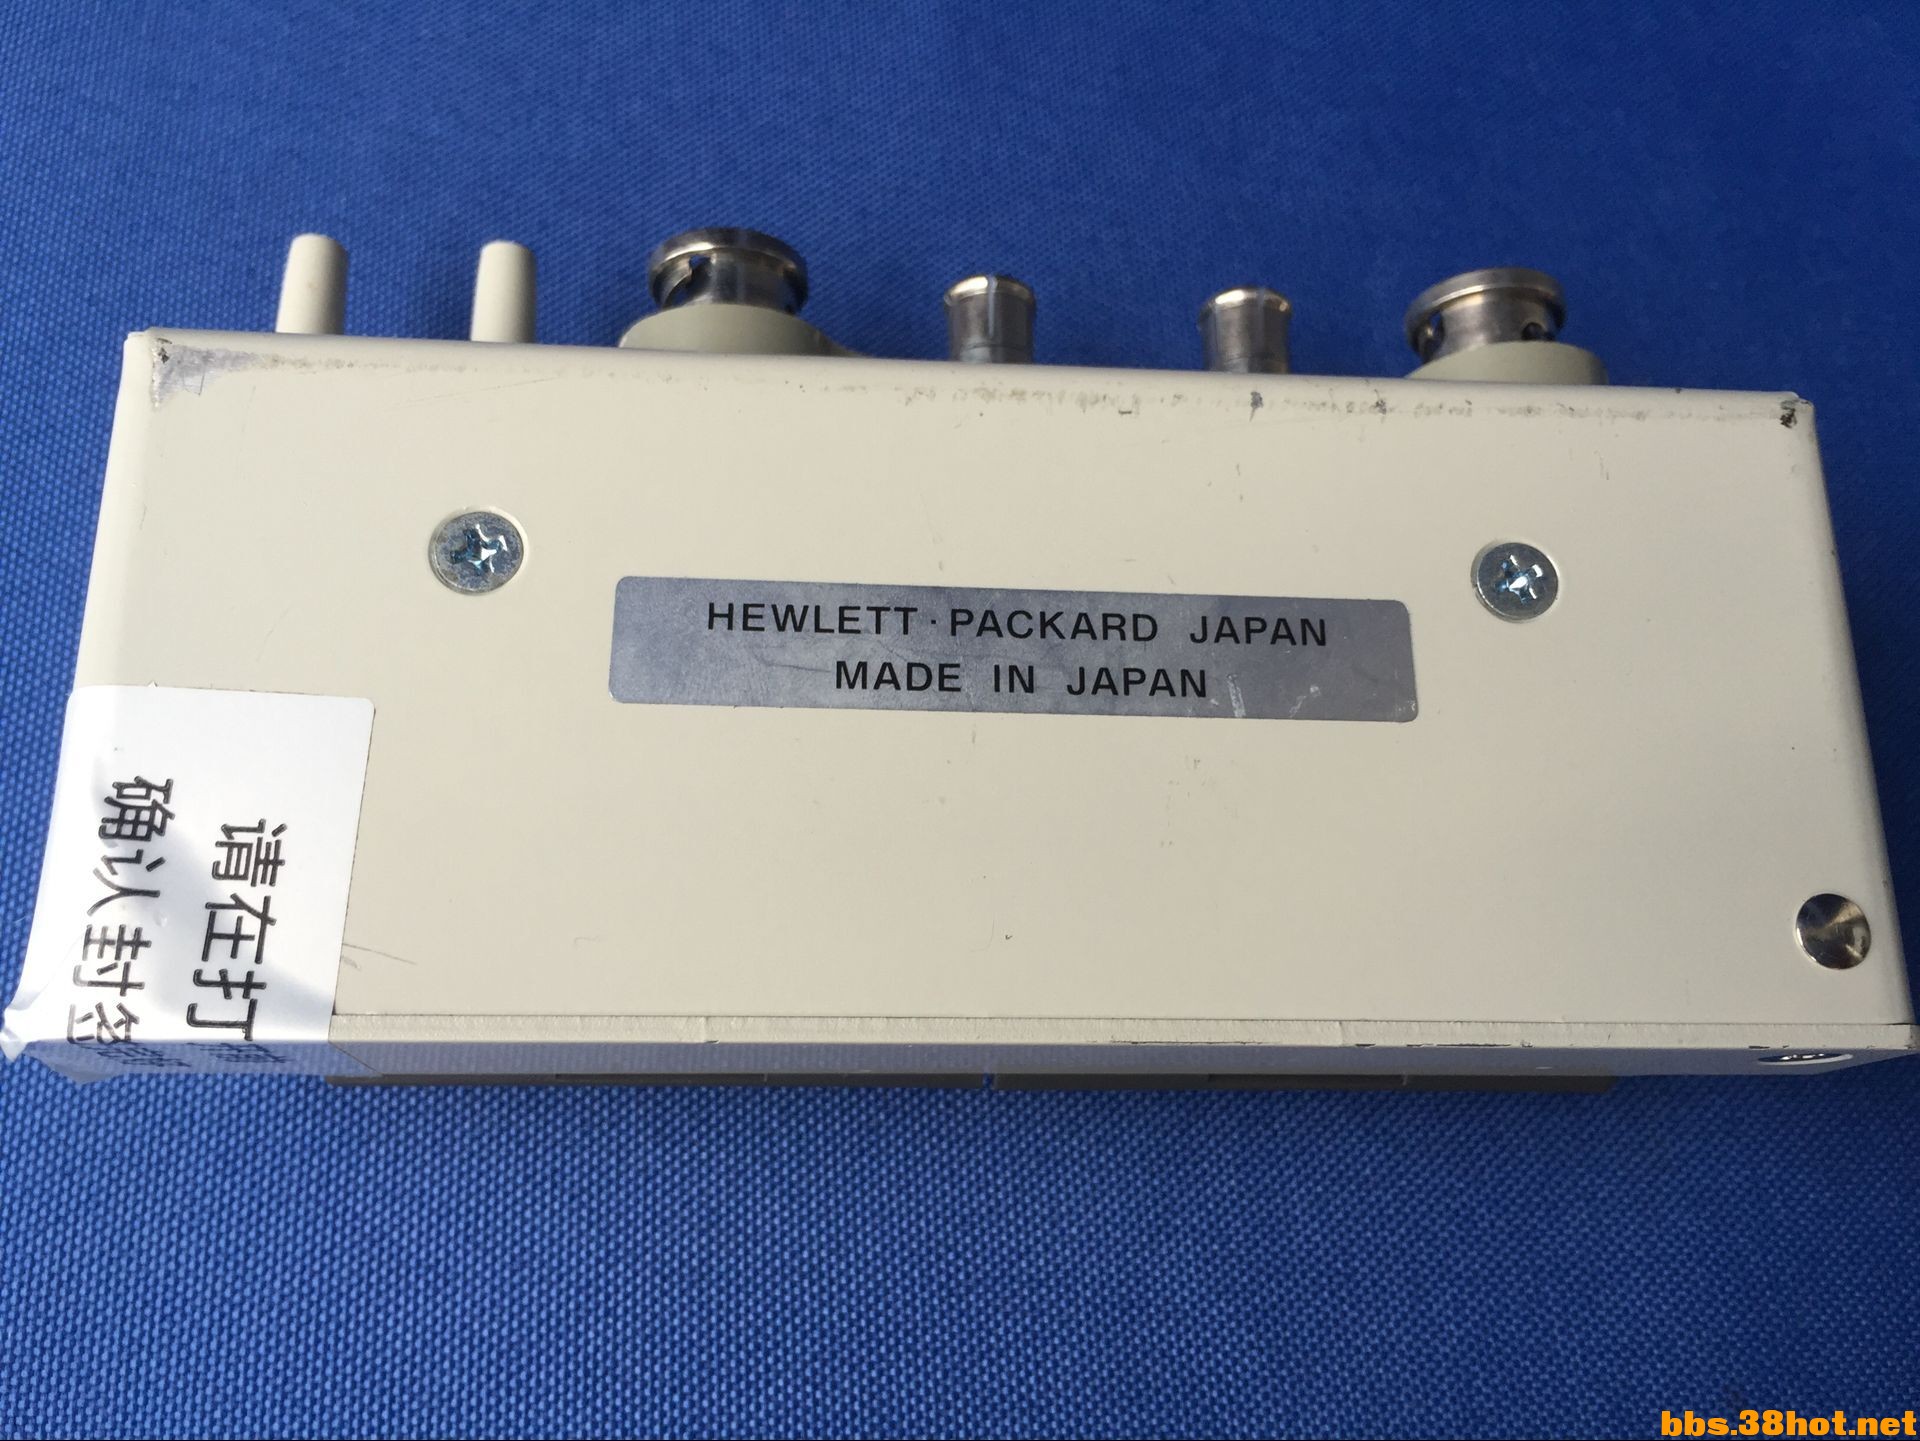 HEWLETT·PACKARD JAPAN
MADE IN JAPAN
请在打
确认封签
bbs.38hot.net